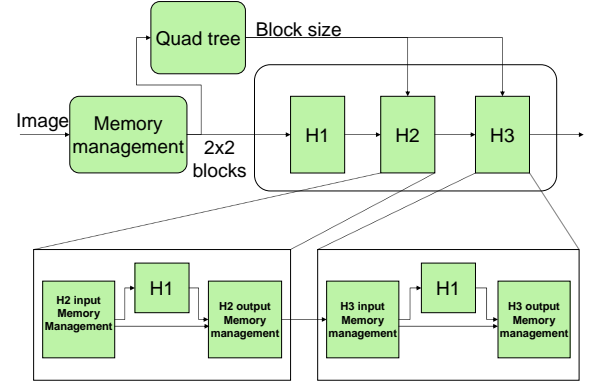 Quad tree
Block size
Image
Memory
management
2x2
blocks
H1
H2
H3
H2 input
Memory
Management
H1
H2 output
Memory
management
H3 input
Memory
management
H1
H3 output
Memory
management